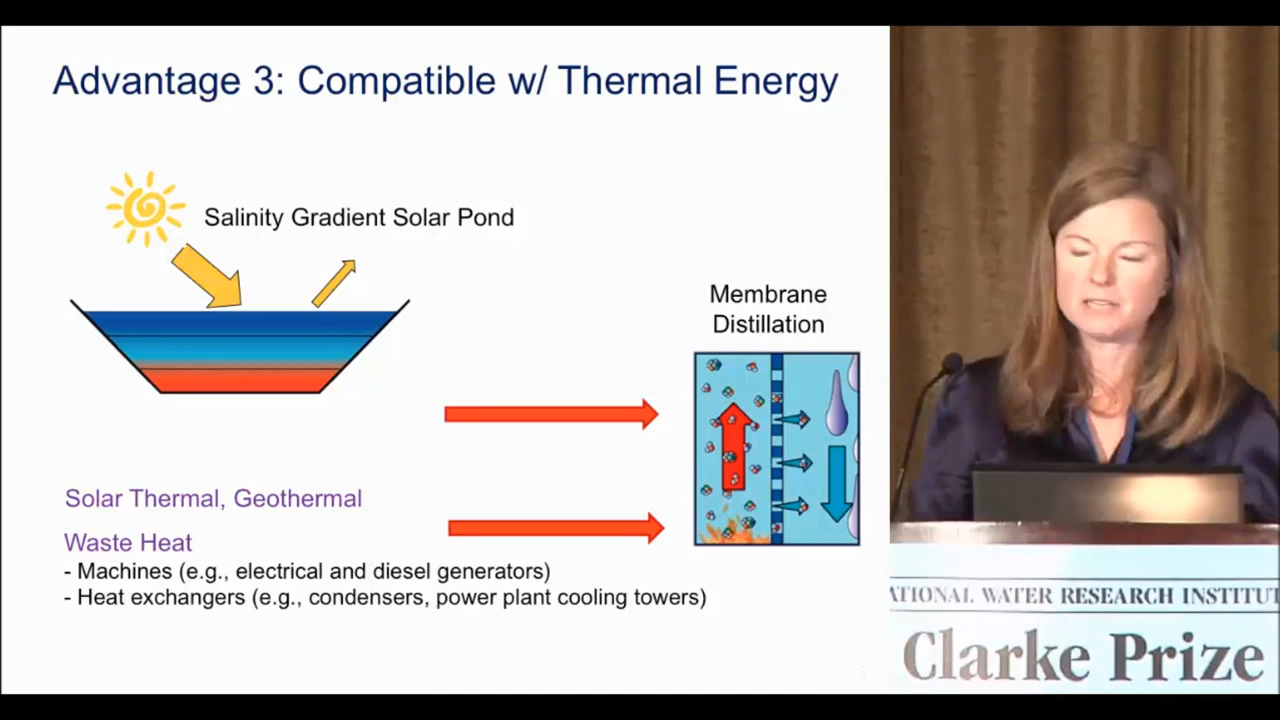 Advantage 3: Compatible w/ Thermal Energy
Salinity Gradient Solar Pond
Membrane
Distillation
Solar Thermal, Geothermal
Waste Heat
- Machines (e.g., electrical and diesel generators)
- Heat exchangers (e.g., condensers, power plant cooling towers)
ATIONAL WATER RESEARCH INSTITUT
Clarke Prize